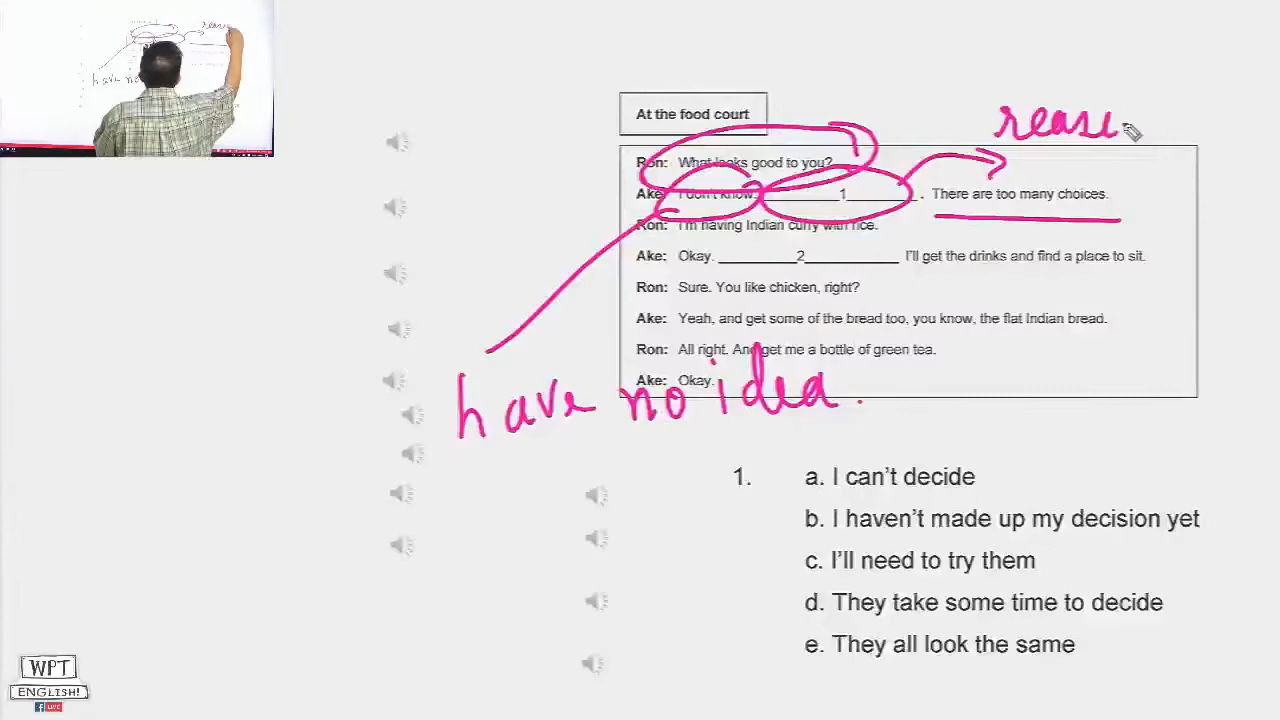 At the food court
reaso
Ron: What looks good to you?
Ake: I don't know. __________1__________. There are too many choices.
Ron: I'm having Indian curry with rice.
Ake: Okay. __________2____________ I'll get the drinks and find a place to sit.
Ron: Sure. You like chicken, right?
Ake: Yeah, and get some of the bread too, you know, the flat Indian bread.
Ron: All right. And get me a bottle of green tea.
Ake: Okay.
have no idea.
1. a. I can't decide
b. I haven't made up my decision yet
c. I'll need to try them
d. They take some time to decide
e. They all look the same
WPT
ENGLISH!
LIVE